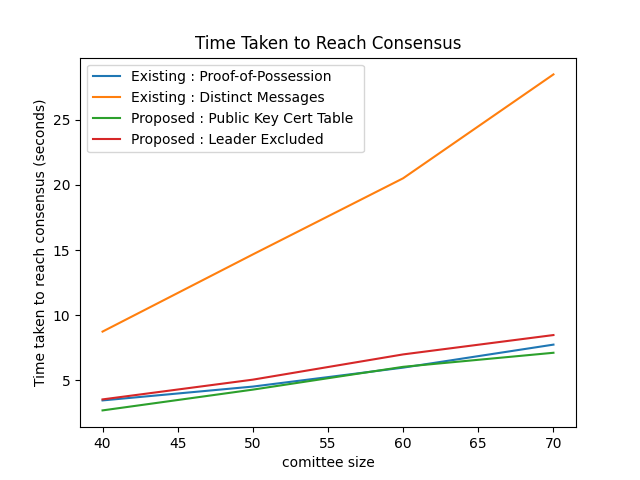 Time Taken to Reach Consensus
Existing : Proof-of-Possession
Existing : Distinct Messages
Proposed : Public Key Cert Table
Proposed : Leader Excluded
Time taken to reach consensus (seconds)
25
20
15
10
5
40 45 50 55 60 65 70
comittee size